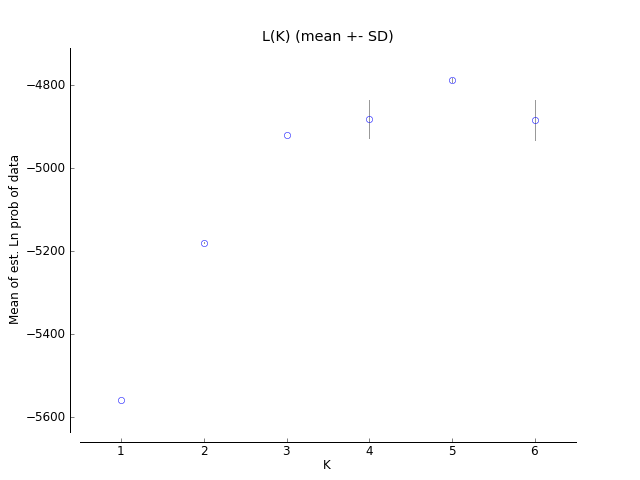 L(K) (mean +- SD)
−4800
−5000
−5200
−5400
−5600
Mean of est. Ln prob of data
1 2 3 4 5 6
K